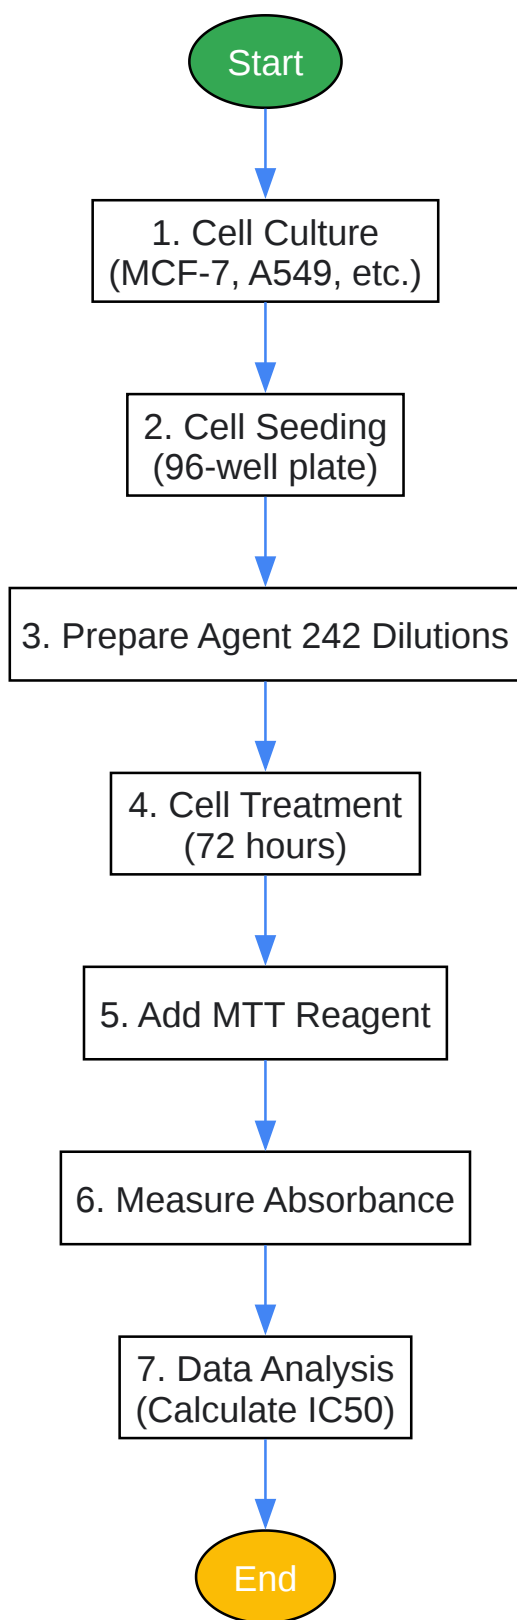 Start
1. Cell Culture
(MCF-7, A549, etc.)
2. Cell Seeding
(96-well plate)
3. Prepare Agent 242 Dilutions
4. Cell Treatment
(72 hours)
5. Add MTT Reagent
6. Measure Absorbance
7. Data Analysis
(Calculate IC50)
End